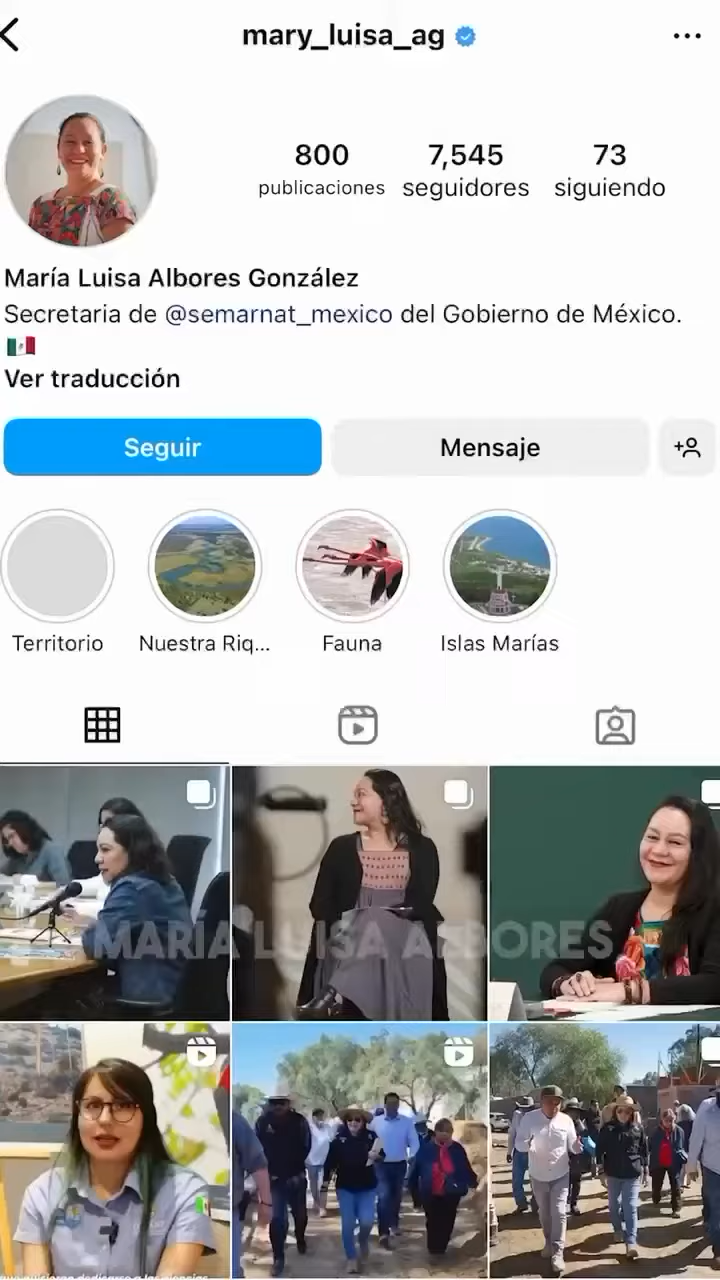 mary_luisa_ag
800
7,545
73
publicaciones
seguidores
siguiendo
María Luisa Albores González
Secretaria de @semarnat_mexico del Gobierno de México.
🇲🇽
Ver traducción
Seguir
Mensaje
Territorio
Nuestra Riq...
Fauna
Islas Marías
MARÍA LUISA ALBORES